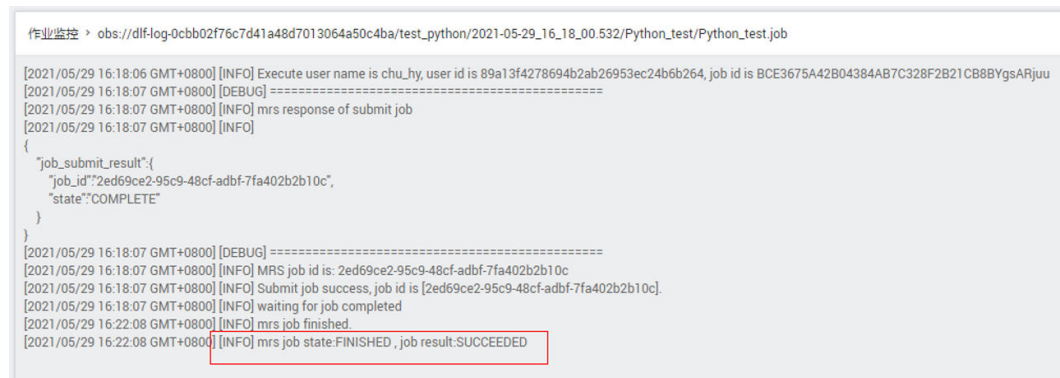 作业监控 > obs://dlf-log-0cbb02f76c7d41a48d7013064a50c4ba/test_python/2021-05-29_16_18_00.532/Python_test/Python_test.job
[2021/05/29 16:18:06 GMT+0800] [INFO] Execute user name is chu_hy, user id is 89a13f4278694b2ab26953ec24b6b264, job id is BCE3675A42B04384AB7C328F2B21CB8BYgsARjuu
[2021/05/29 16:18:07 GMT+0800] [DEBUG] ===============================================
[2021/05/29 16:18:07 GMT+0800] [INFO] mrs response of submit job
[2021/05/29 16:18:07 GMT+0800] [INFO]
{
"job_submit_result":{
"job_id":"2ed69ce2-95c9-48cf-adbf-7fa402b2b10c",
"state":"COMPLETE"
}
}
[2021/05/29 16:18:07 GMT+0800] [DEBUG] ===============================================
[2021/05/29 16:18:07 GMT+0800] [INFO] MRS job id is: 2ed69ce2-95c9-48cf-adbf-7fa402b2b10c
[2021/05/29 16:18:07 GMT+0800] [INFO] Submit job success, job id is [2ed69ce2-95c9-48cf-adbf-7fa402b2b10c].
[2021/05/29 16:18:07 GMT+0800] [INFO] waiting for job completed
[2021/05/29 16:22:08 GMT+0800] [INFO] mrs job finished.
[2021/05/29 16:22:08 GMT+0800] [INFO] mrs job state:FINISHED , job result:SUCCEEDED